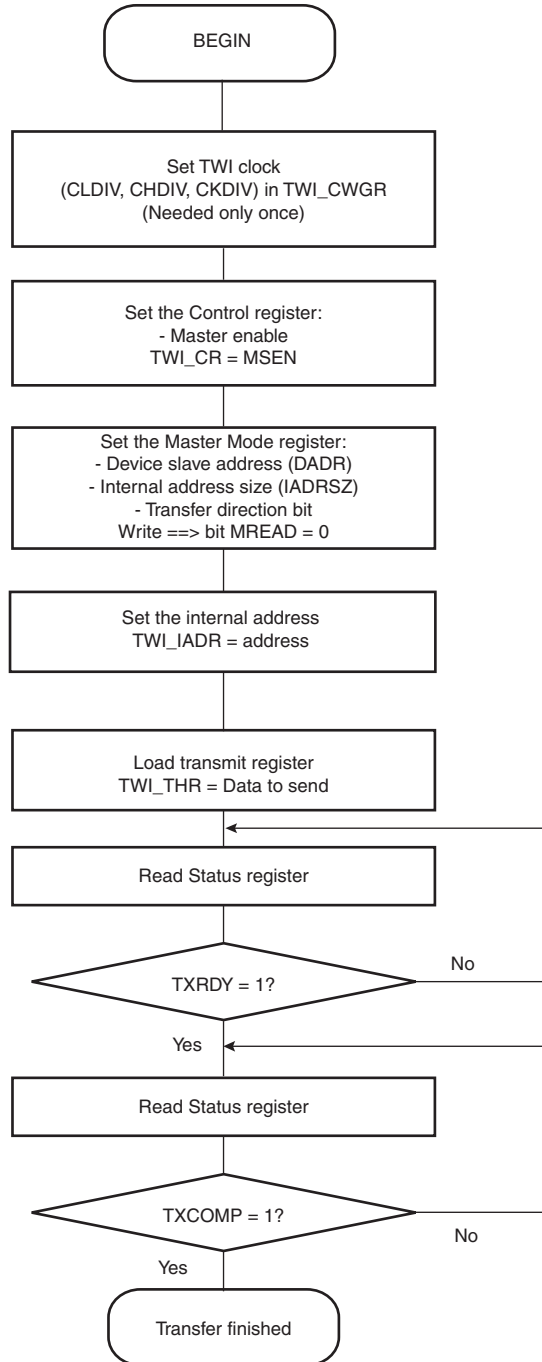 BEGIN
Set TWI clock
(CLDIV, CHDIV, CKDIV) in TWI_CWGR
(Needed only once)
Set the Control register:
- Master enable
TWI_CR = MSEN
Set the Master Mode register:
- Device slave address (DADR)
- Internal address size (IADRSZ)
- Transfer direction bit
Write ==> bit MREAD = 0
Set the internal address
TWI_IADR = address
Load transmit register
TWI_THR = Data to send
Read Status register
TXRDY = 1?
No
Yes
Read Status register
TXCOMP = 1?
No
Yes
Transfer finished